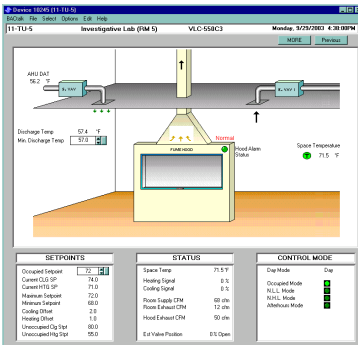 Device 10245 (11-TU-5)
BACtalk File Select Options Edit Help
11-TU-5 Investigative Lab (RM 5) VLC-550C3 Monday, 9/29/2003 4:30:00PM
MORE Previous
AHU DAT
56.2 °F
Discharge Temp 57.4 °F
Min. Discharge Temp 57.0
Normal
FUME HOOD
Hood Alarm
Status
Space Temperature
T 71.5 °F
SETPOINTS
Occupied Setpoint 72
Current CLG SP 74.0
Current HTG SP 71.0
Maximum Setpoint 72.0
Minimum Setpoint 68.0
Cooling Offset 2.0
Heating Offset 1.0
Unoccupied Clg Stpt 80.0
Unoccupied Htg Stpt 55.0
STATUS
Space Temp 71.5 °F
Heating Signal 0 %
Cooling Signal 0 %
Room Supply CFM 68 cfm
Room Exhaust CFM 12 cfm
Hood Exhaust CFM 50 cfm
Ext Valve Position 0% Open
CONTROL MODE
Day Mode Day
Occupied Mode
N.L.L. Mode
N.H.L. Mode
Afterhours Mode